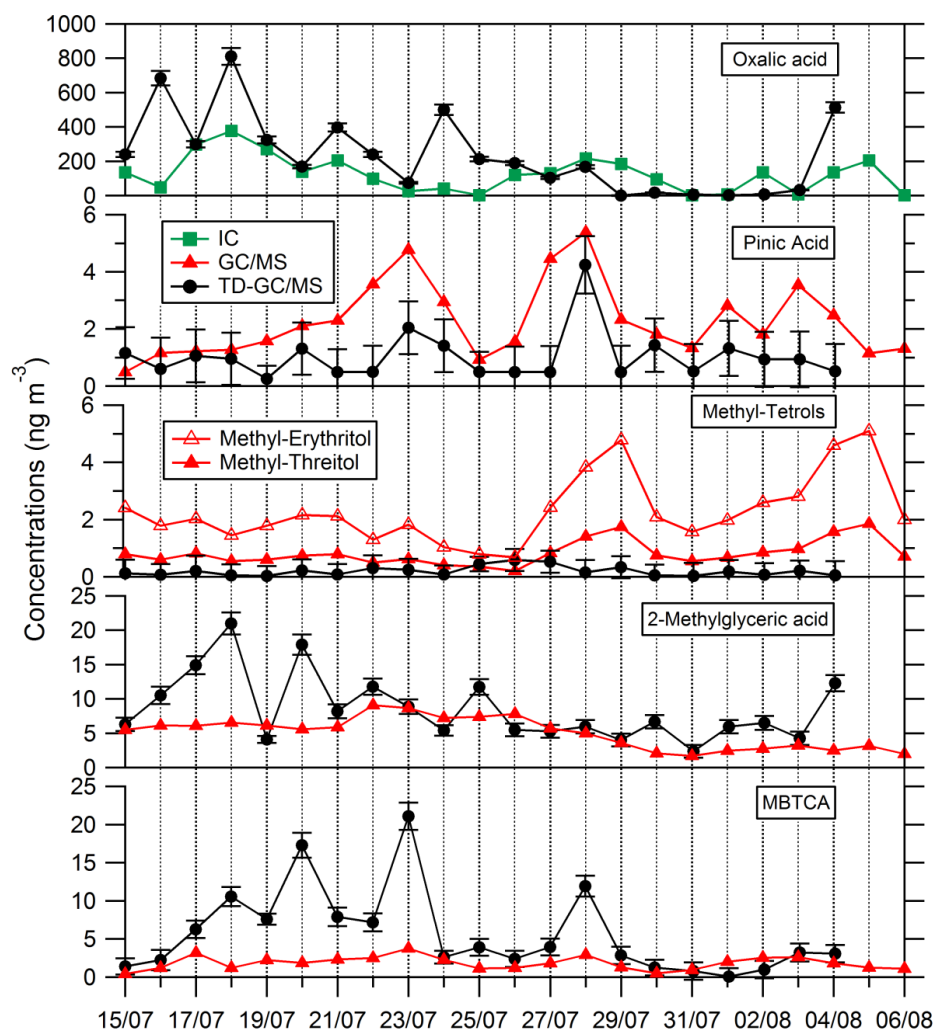 1000
800
600
400
200
0
Oxalic acid
6
4
2
0
IC
GC/MS
TD-GC/MS
Pinic Acid
6
4
2
0
Methyl-Erythritol
Methyl-Threitol
Methyl-Tetrols
25
20
15
10
5
0
2-Methylglyceric acid
25
20
15
10
5
0
MBTCA
Concentrations (ng m⁻³)
15/07 17/07 19/07 21/07 23/07 25/07 27/07 29/07 31/07 02/08 04/08 06/08